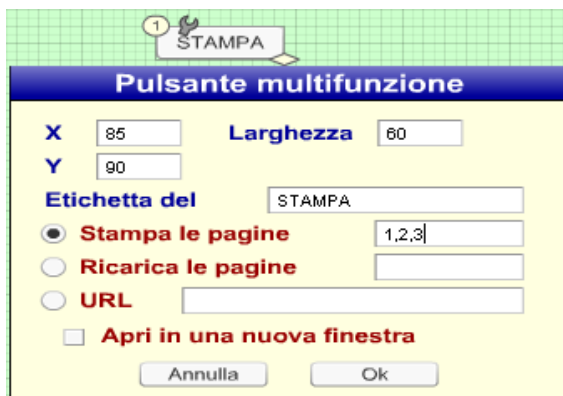 1
STAMPA
Pulsante multifunzione
X 85 Larghezza 60
Y 90
Etichetta del STAMPA
Stampa le pagine 1,2,3
Ricarica le pagine
URL
Apri in una nuova finestra
Annulla Ok